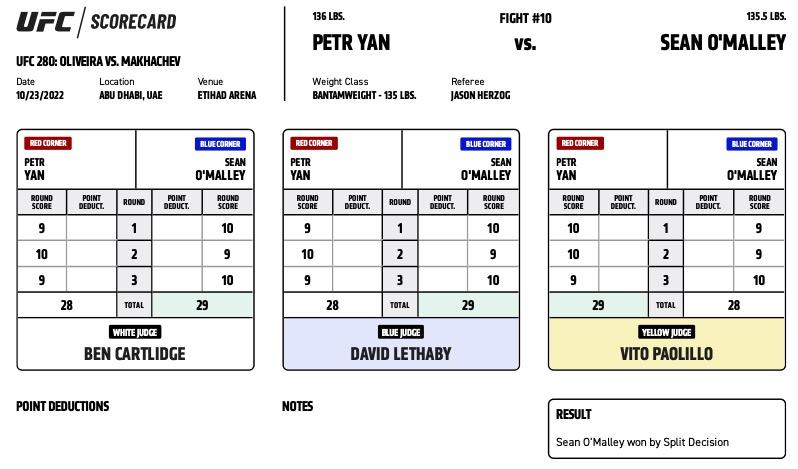 UFC / SCORECARD
UFC 280: OLIVEIRA VS. MAKHACHEV
Date Location Venue
10/23/2022 ABU DHABI, UAE ETIHAD ARENA
136 LBS. FIGHT #10 135.5 LBS.
PETR YAN vs. SEAN O'MALLEY
Weight Class Referee
BANTAMWEIGHT - 135 LBS. JASON HERZOG
RED CORNER BLUE CORNER
PETR SEAN
YAN O'MALLEY
ROUND POINT ROUND POINT ROUND
SCORE DEDUCT. DEDUCT. SCORE
9 1 10
10 2 9
9 3 10
28 TOTAL 29
WHITE JUDGE
BEN CARTLIDGE
RED CORNER BLUE CORNER
PETR SEAN
YAN O'MALLEY
ROUND POINT ROUND POINT ROUND
SCORE DEDUCT. DEDUCT. SCORE
9 1 10
10 2 9
9 3 10
28 TOTAL 29
BLUE JUDGE
DAVID LETHABY
RED CORNER BLUE CORNER
PETR SEAN
YAN O'MALLEY
ROUND POINT ROUND POINT ROUND
SCORE DEDUCT. DEDUCT. SCORE
10 1 9
10 2 9
9 3 10
29 TOTAL 28
YELLOW JUDGE
VITO PAOLILLO
POINT DEDUCTIONS
NOTES
RESULT
Sean O'Malley won by Split Decision